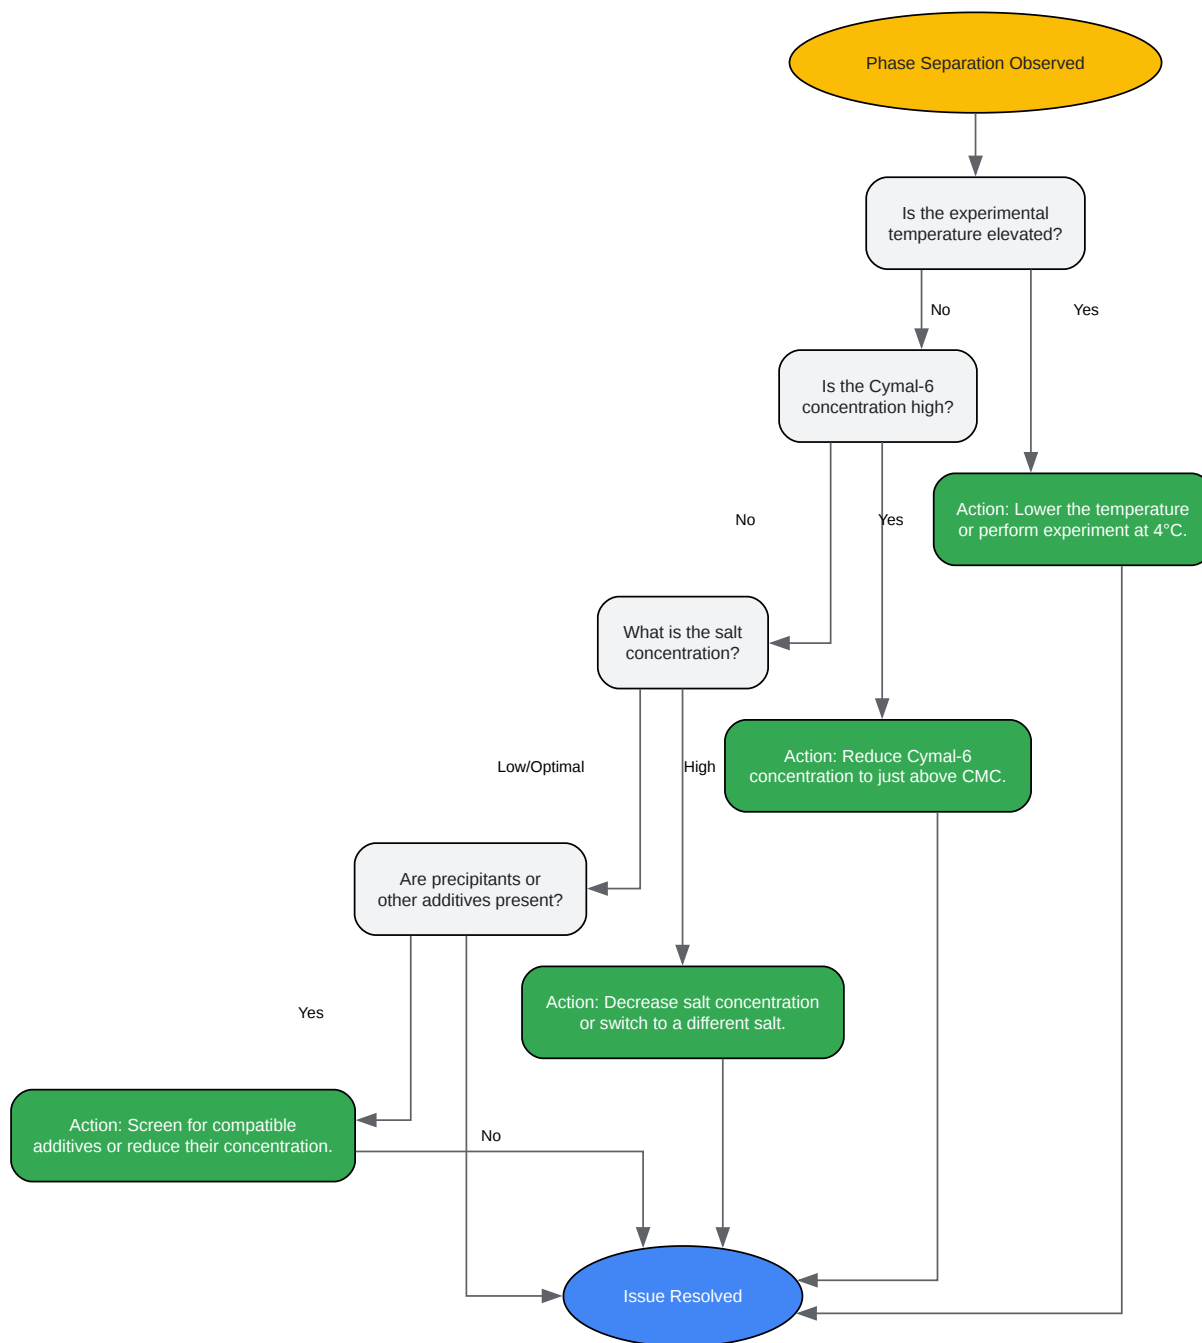 Phase Separation Observed
Is the experimental
temperature elevated?
No
Yes
Is the Cymal-6
concentration high?
Action: Lower the temperature
or perform experiment at 4°C.
No
Yes
What is the salt
concentration?
Action: Reduce Cymal-6
concentration to just above CMC.
Low/Optimal
High
Are precipitants or
other additives present?
Action: Decrease salt concentration
or switch to a different salt.
Yes
Action: Screen for compatible
additives or reduce their concentration.
No
Issue Resolved